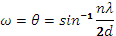 ω = θ = sin⁻¹ nλ/2d